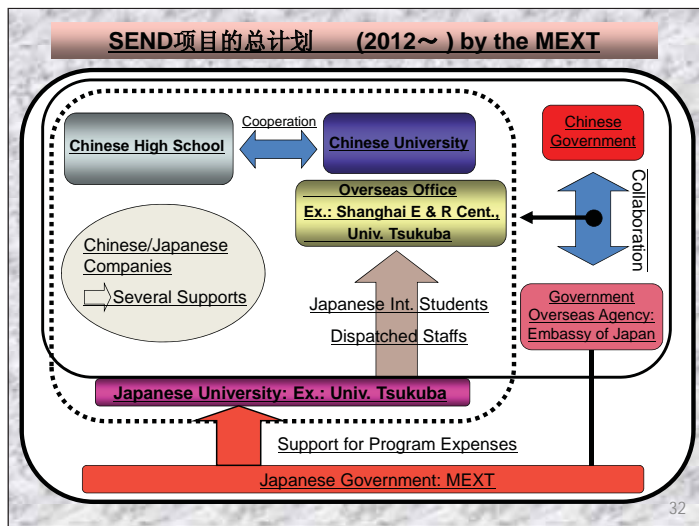 SEND项目的总计划 (2012～ ) by the MEXT
Chinese High School
Cooperation
Chinese University
Chinese
Government
Overseas Office
Ex.: Shanghai E & R Cent.,
Univ. Tsukuba
Collaboration
Chinese/Japanese
Companies
Several Supports
Japanese Int. Students
Dispatched Staffs
Government
Overseas Agency:
Embassy of Japan
Japanese University: Ex.: Univ. Tsukuba
Support for Program Expenses
Japanese Government: MEXT
32